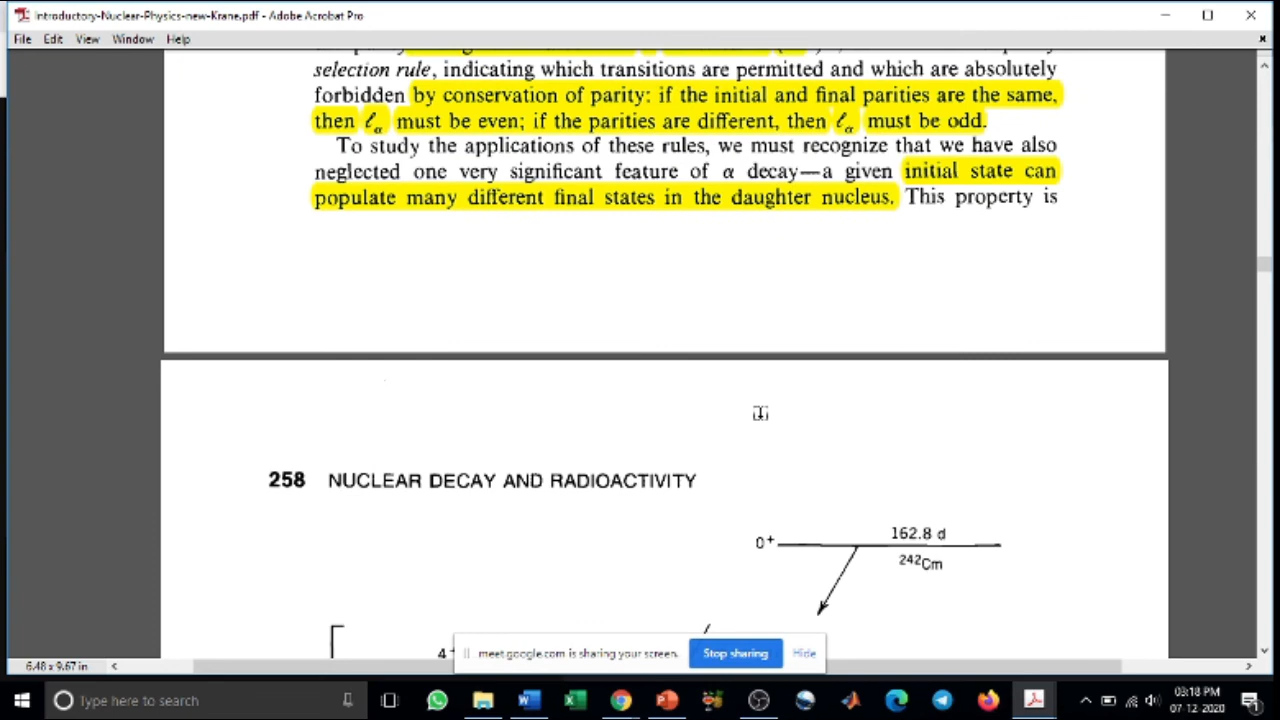 Introductory-Nuclear-Physics-new-Krane.pdf - Adobe Acrobat Pro
File Edit View Window Help
selection rule, indicating which transitions are permitted and which are absolutely
forbidden by conservation of parity: if the initial and final parities are the same,
then ℓα must be even; if the parities are different, then ℓα must be odd.
To study the applications of these rules, we must recognize that we have also
neglected one very significant feature of α decay—a given initial state can
populate many different final states in the daughter nucleus. This property is
258 NUCLEAR DECAY AND RADIOACTIVITY
162.8 d
0⁺
²⁴²Cm
4⁺
meet.google.com is sharing your screen. Stop sharing Hide
6.48 x 9.67 in
Type here to search
03:18 PM
07-12-2020